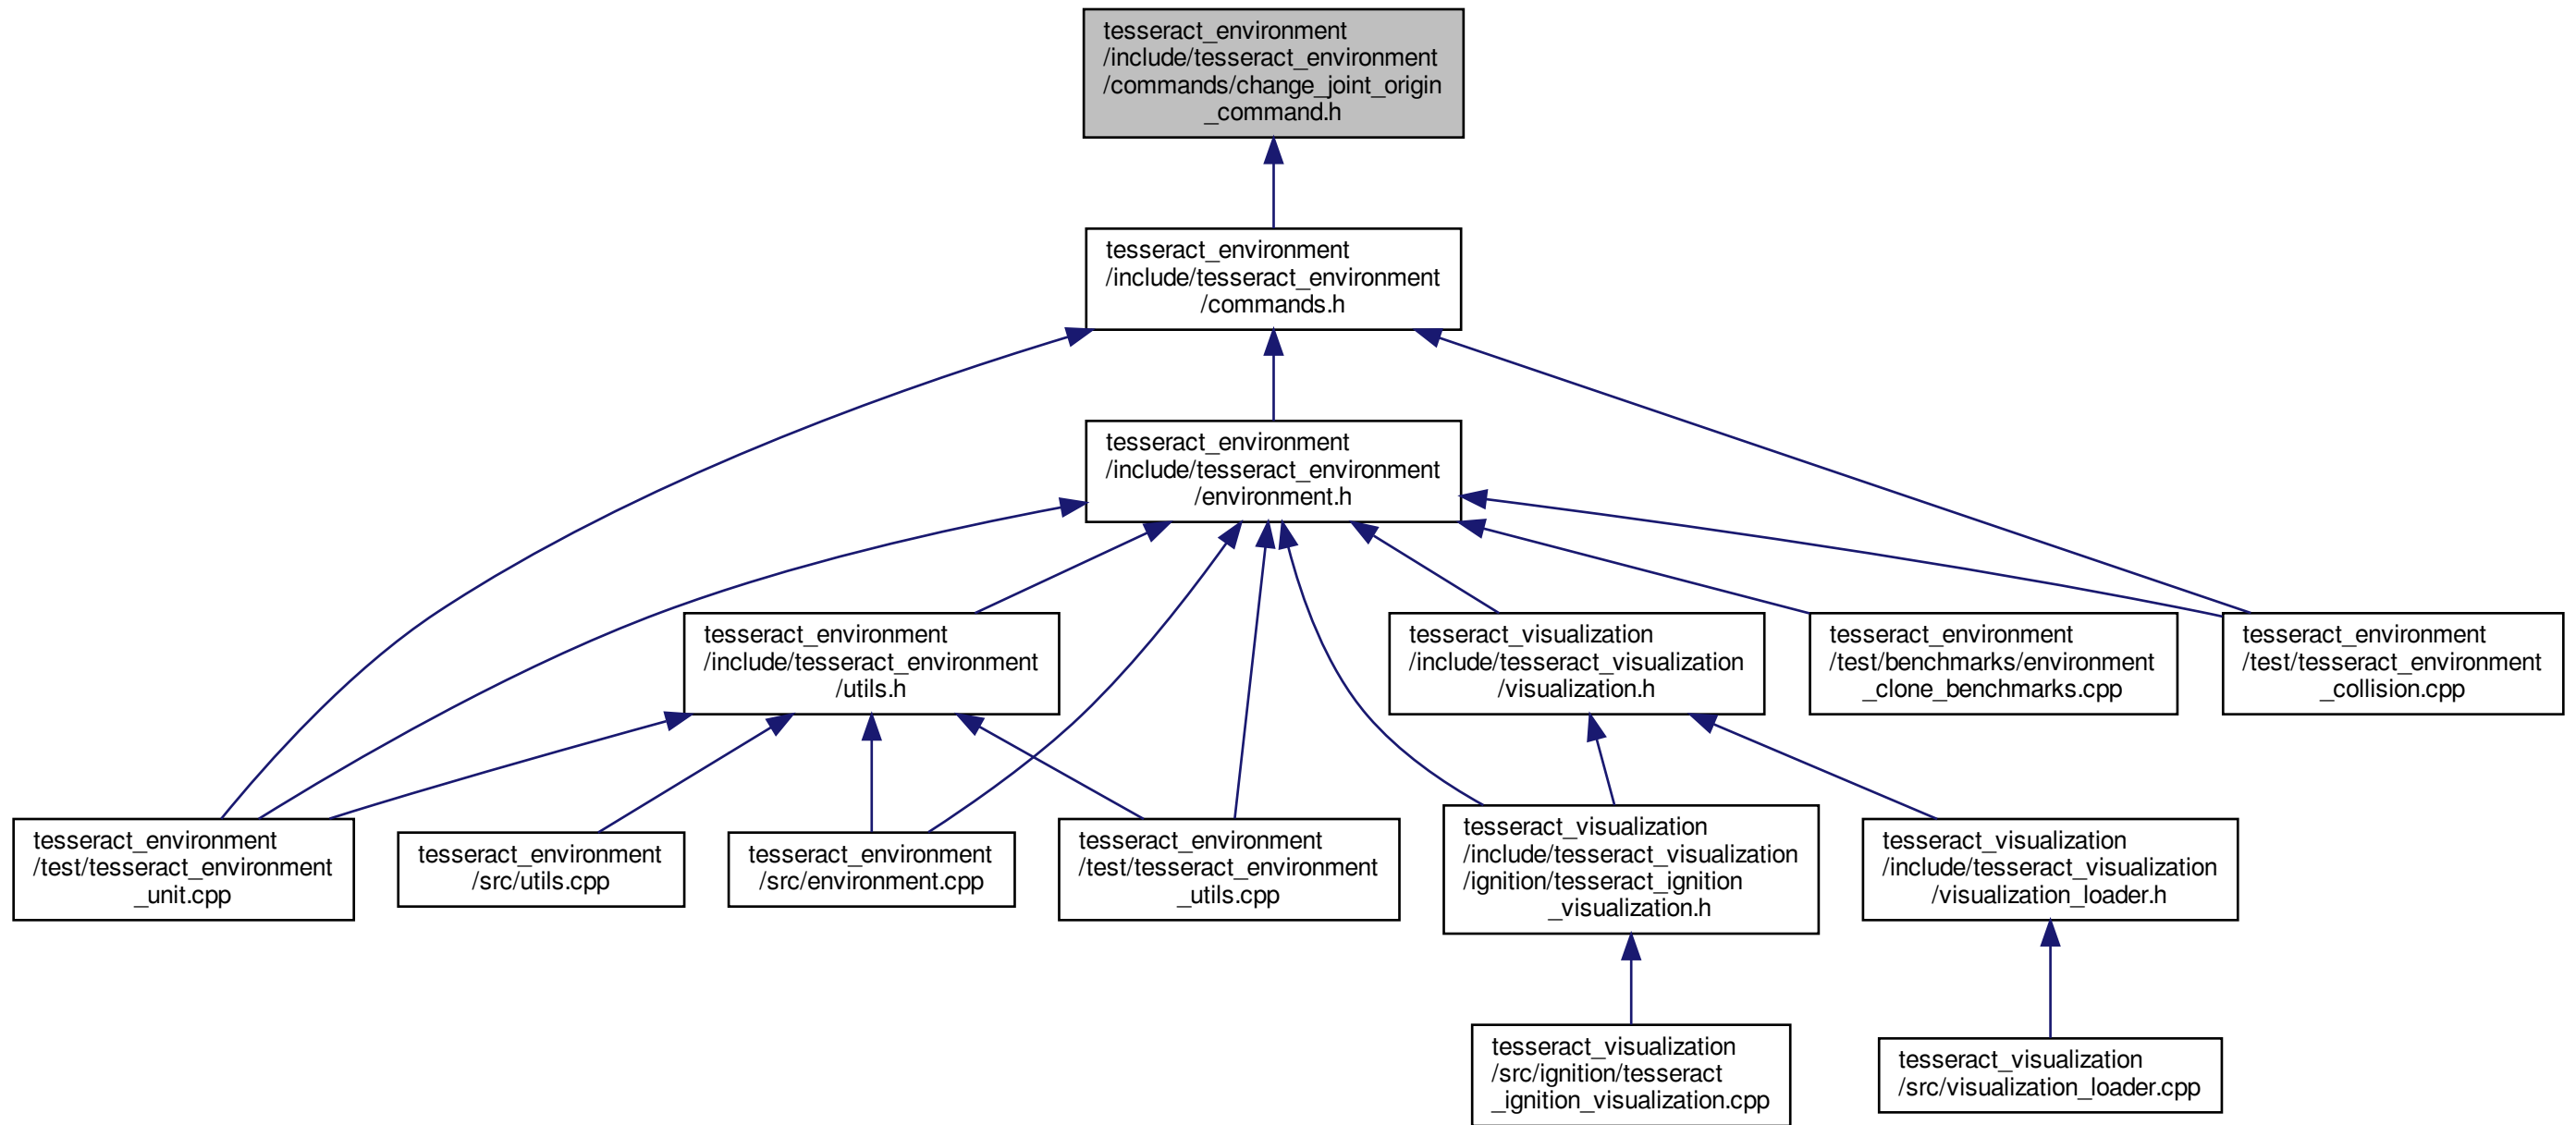 tesseract_environment
/include/tesseract_environment
/commands/change_joint_origin
_command.h
tesseract_environment
/include/tesseract_environment
/commands.h
tesseract_environment
/include/tesseract_environment
/environment.h
tesseract_environment
/include/tesseract_environment
/utils.h
tesseract_visualization
/include/tesseract_visualization
/visualization.h
tesseract_environment
/test/benchmarks/environment
_clone_benchmarks.cpp
tesseract_environment
/test/tesseract_environment
_collision.cpp
tesseract_environment
/test/tesseract_environment
_unit.cpp
tesseract_environment
/src/utils.cpp
tesseract_environment
/src/environment.cpp
tesseract_environment
/test/tesseract_environment
_utils.cpp
tesseract_visualization
/include/tesseract_visualization
/ignition/tesseract_ignition
_visualization.h
tesseract_visualization
/include/tesseract_visualization
/visualization_loader.h
tesseract_visualization
/src/ignition/tesseract
_ignition_visualization.cpp
tesseract_visualization
/src/visualization_loader.cpp